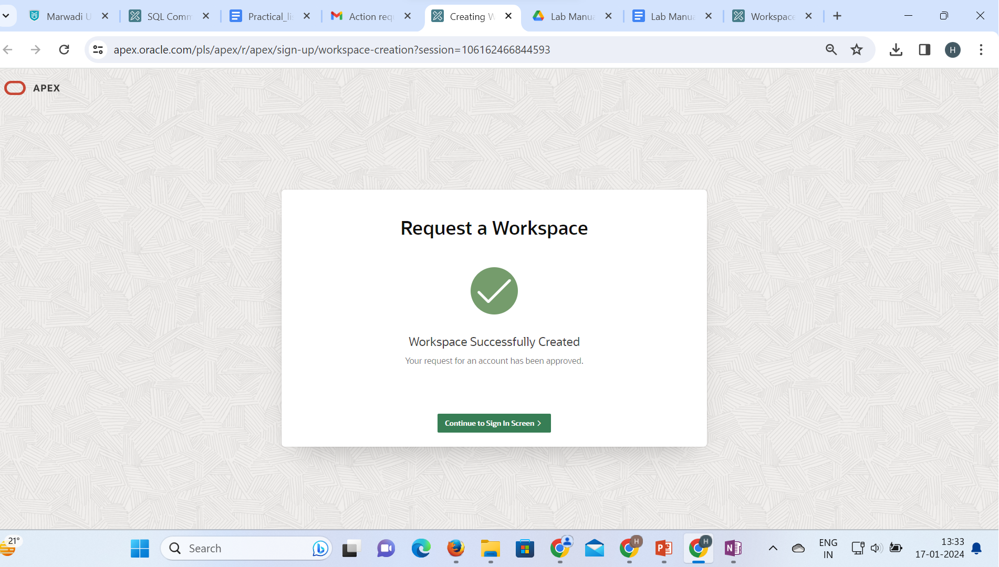 Marwadi U
SQL Comm
Practical_li
Action req
Creating W
Lab Manua
Lab Manua
Workspace
apex.oracle.com/pls/apex/r/apex/sign-up/workspace-creation?session=106162466844593
H
APEX
Request a Workspace
Workspace Successfully Created
Your request for an account has been approved.
Continue to Sign In Screen
21°
Search
H
H
ENG
IN
13:33
17-01-2024